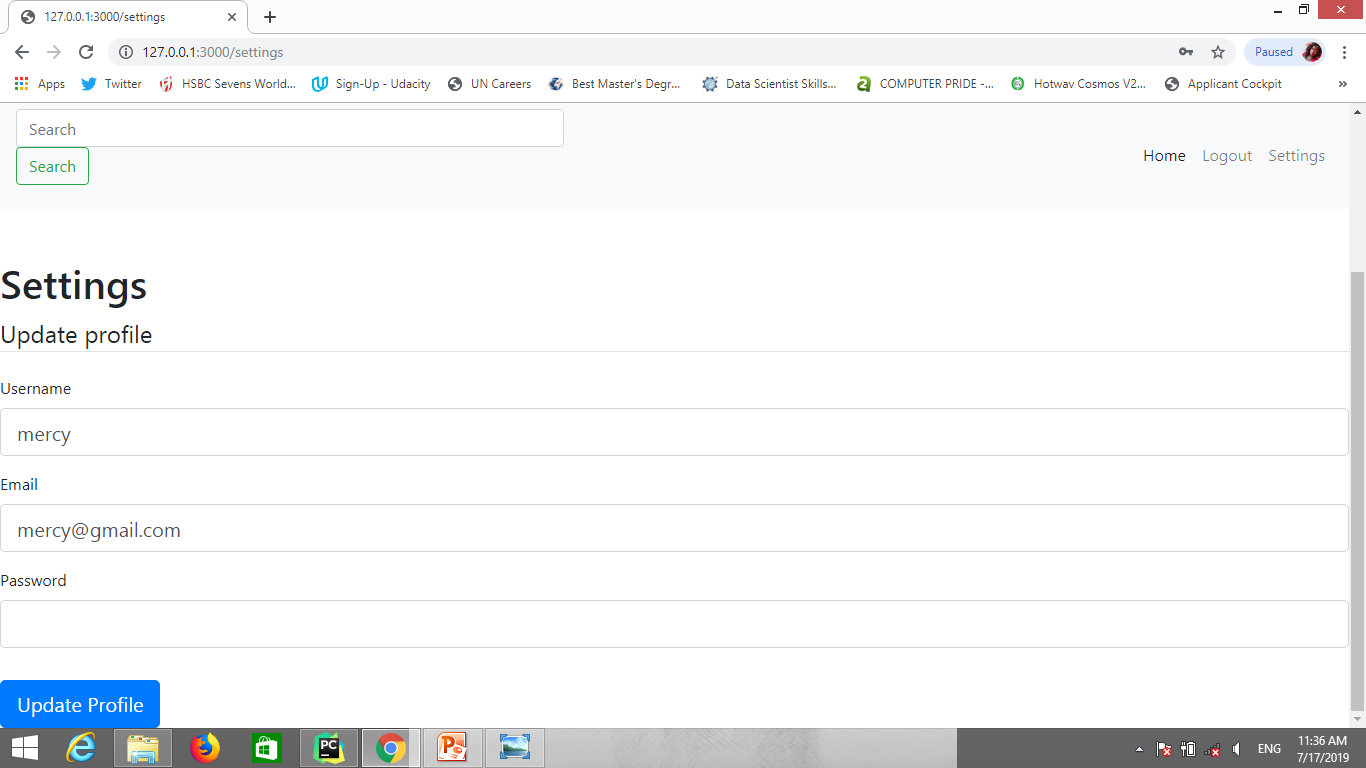 127.0.0.1:3000/settings
127.0.0.1:3000/settings
Paused
Apps
Twitter
HSBC Sevens World...
Sign-Up - Udacity
UN Careers
Best Master's Degr...
Data Scientist Skills...
COMPUTER PRIDE -...
Hotwav Cosmos V2...
Applicant Cockpit
»
Search
Search
Home Logout Settings
Settings
Update profile
Username
mercy
Email
mercy@gmail.com
Password
Update Profile
PC
ENG
11:36 AM
7/17/2019